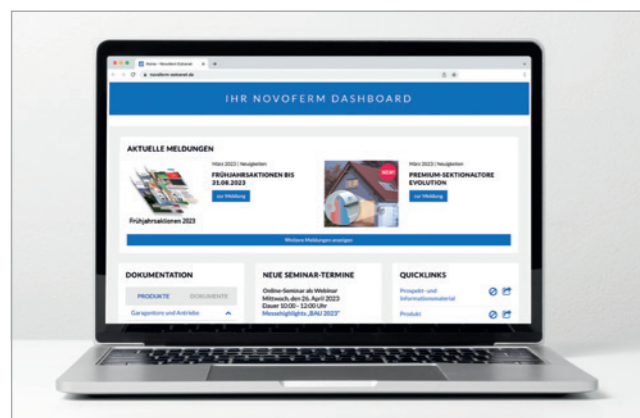 Home - Novoferm Extranet
novoferm-extranet.de
IHR NOVOFERM DASHBOARD
AKTUELLE MELDUNGEN
März 2023 | Neuigkeiten
FRÜHJAHRSAKTIONEN BIS
31.08.2023
zur Meldung
Frühjahrsaktionen 2023
NEU!
März 2023 | Neuigkeiten
PREMIUM-SEKTIONALTORE
EVOLUTION
zur Meldung
Weitere Meldungen anzeigen
DOKUMENTATION
PRODUKTE DOKUMENTE
Garagentore und Antriebe
NEUE SEMINAR-TERMINE
Online-Seminar als Webinar
Mittwoch, den 26. April 2023
Dauer 10:00 - 12:00 Uhr
Messehighlights „BAU 2023"
QUICKLINKS
Prospekt- und
Informationsmaterial
Produkt